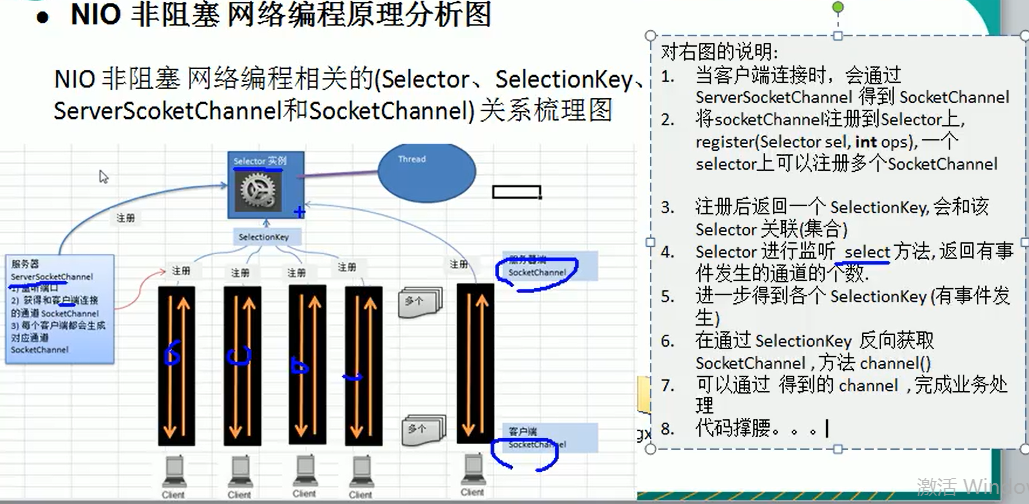 ● NIO 非阻塞 网络编程原理分析图
NIO 非阻塞 网络编程相关的(Selector、SelectionKey、
ServerScoketChannel和SocketChannel) 关系梳理图
Selector 实例
Thread
注册
SelectionKey
服务器
ServerSocketChannel
1) 监听端口
2) 获得和客户端连接
的通道 SocketChannel
3) 每个客户端都会生成
对应通道
SocketChannel
注册
注册
注册
注册
注册
服务器端
SocketChannel
多个
多个
客户端
SocketChannel
Client
Client
Client
Client
Client
对右图的说明:
1. 当客户端连接时，会通过
ServerSocketChannel 得到 SocketChannel
2. 将socketChannel注册到Selector上,
register(Selector sel, int ops), 一个
selector上可以注册多个SocketChannel
3. 注册后返回一个 SelectionKey, 会和该
Selector 关联(集合)
4. Selector 进行监听 select 方法, 返回有事
件发生的通道的个数.
5. 进一步得到各个 SelectionKey (有事件发
生)
6. 在通过 SelectionKey 反向获取
SocketChannel , 方法 channel()
7. 可以通过 得到的 channel , 完成业务处
理
8. 代码撑腰。。。
gx
激活 Windo